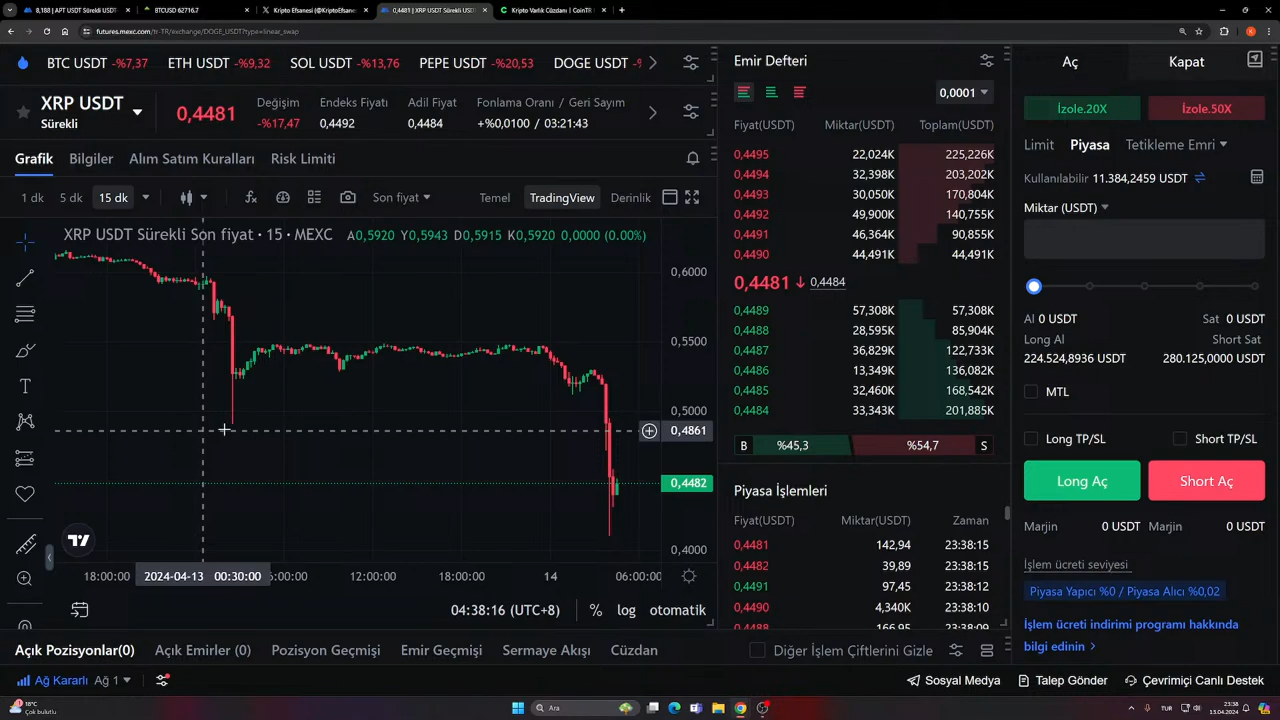 8,188 | APT USDT Sürekli USDT
BTCUSD 62716.7
Kripto Efsanesi (@KriptoEfsane
0,4481 | XRP USDT Sürekli USDT
Kripto Varlık Cüzdanı | CoinTR
futures.mexc.com/tr-TR/exchange/DOGE_USDT?type=linear_swap
BTC USDT -%7,37 ETH USDT -%9,32 SOL USDT -%13,76 PEPE USDT -%20,53 DOGE USDT
XRP USDT
Sürekli
0,4481
Değişim Endeks Fiyatı Adil Fiyat Fonlama Oranı / Geri Sayım
-%17,47 0,4492 0,4484 +%0,0100 / 03:21:43
Grafik Bilgiler Alım Satım Kuralları Risk Limiti
1 dk 5 dk 15 dk Son fiyat Temel TradingView Derinlik
XRP USDT Sürekli Son fiyat · 15 · MEXC A0,5920 Y0,5943 D0,5915 K0,5920 0,0000 (0.00%)
0,6000
0,5500
0,5000
0,4861
0,4482
0,4000
18:00:00 2024-04-13 00:30:00 6:00:00 12:00:00 18:00:00 14 06:00:00
04:38:16 (UTC+8) % log otomatik
Emir Defteri
0,0001
Fiyat(USDT) Miktar(USDT) Toplam(USDT)
0,4495 22,024K 225,226K
0,4494 32,398K 203,202K
0,4493 30,050K 170,804K
0,4492 49,900K 140,755K
0,4491 46,364K 90,855K
0,4490 44,491K 44,491K
0,4481 0,4484
0,4489 57,308K 57,308K
0,4488 28,595K 85,904K
0,4487 36,829K 122,733K
0,4486 13,349K 136,082K
0,4485 32,460K 168,542K
0,4484 33,343K 201,885K
B %45,3 %54,7 S
Piyasa İşlemleri
Fiyat(USDT) Miktar(USDT) Zaman
0,4481 142,94 23:38:15
0,4482 39,89 23:38:15
0,4491 97,45 23:38:12
0,4490 4,340K 23:38:10
0,4488 166,95 23:38:09
Aç Kapat
İzole.20X İzole.50X
Limit Piyasa Tetikleme Emri
Kullanılabilir 11.384,2459 USDT
Miktar (USDT)
Al 0 USDT Sat 0 USDT
Long Al Short Sat
224.524,8936 USDT 280.125,0000 USDT
MTL
Long TP/SL Short TP/SL
Long Aç Short Aç
Marjin 0 USDT Marjin 0 USDT
İşlem ücreti seviyesi
Piyasa Yapıcı %0 / Piyasa Alıcı %0,02
İşlem ücreti indirimi programı hakkında
bilgi edinin
Açık Pozisyonlar(0) Açık Emirler (0) Pozisyon Geçmişi Emir Geçmişi Sermaye Akışı Cüzdan Diğer İşlem Çiftlerini Gizle
Ağ Kararlı Ağ 1 Sosyal Medya Talep Gönder Çevrimiçi Canlı Destek
18°C
Çok bulutlu
Ara
TUR
23:38
13.04.2024